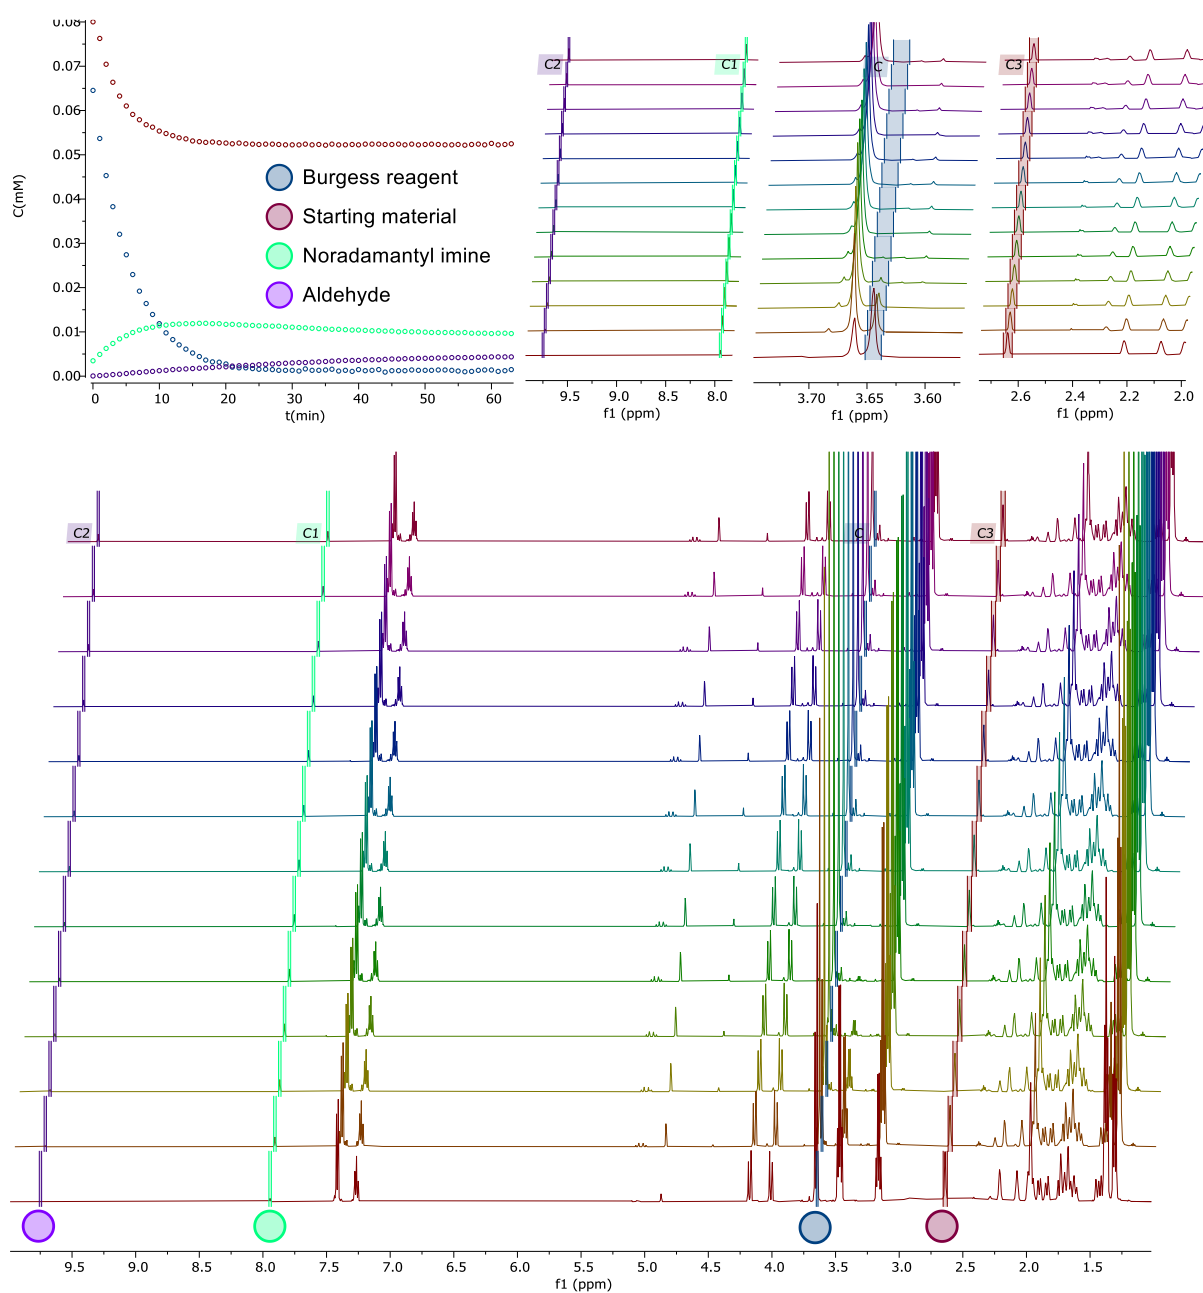 0.08
0.07
0.06
0.05
0.04
0.03
0.02
0.01
0.00
C(mM)
0 10 20 30 40 50 60
t(min)
Burgess reagent
Starting material
Noradamantyl imine
Aldehyde
C2 C1
9.5 9.0 8.5 8.0
f1 (ppm)
C
3.70 3.65 3.60
f1 (ppm)
C3
2.6 2.4 2.2 2.0
f1 (ppm)
C2 C1 C C3
9.5 9.0 8.5 8.0 7.5 7.0 6.5 6.0 5.5 5.0 4.5 4.0 3.5 3.0 2.5 2.0 1.5
f1 (ppm)